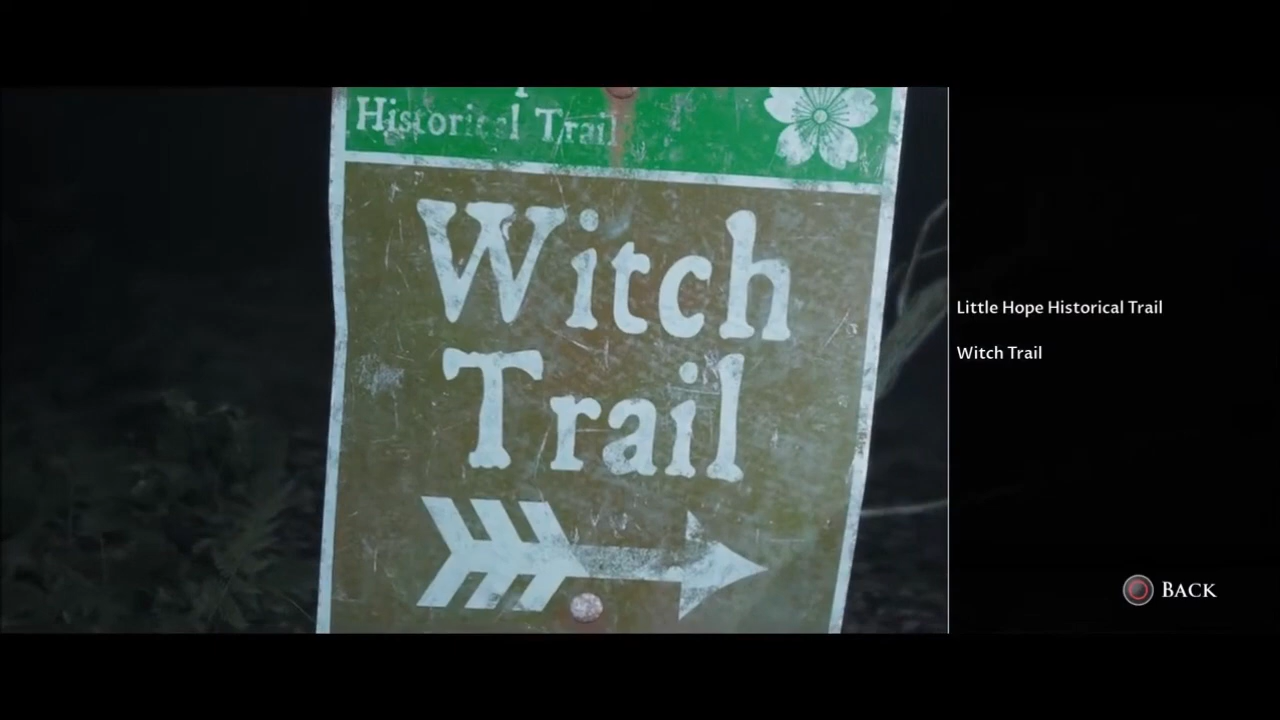 Historical Trail
Witch
Trail
Little Hope Historical Trail
Witch Trail
BACK